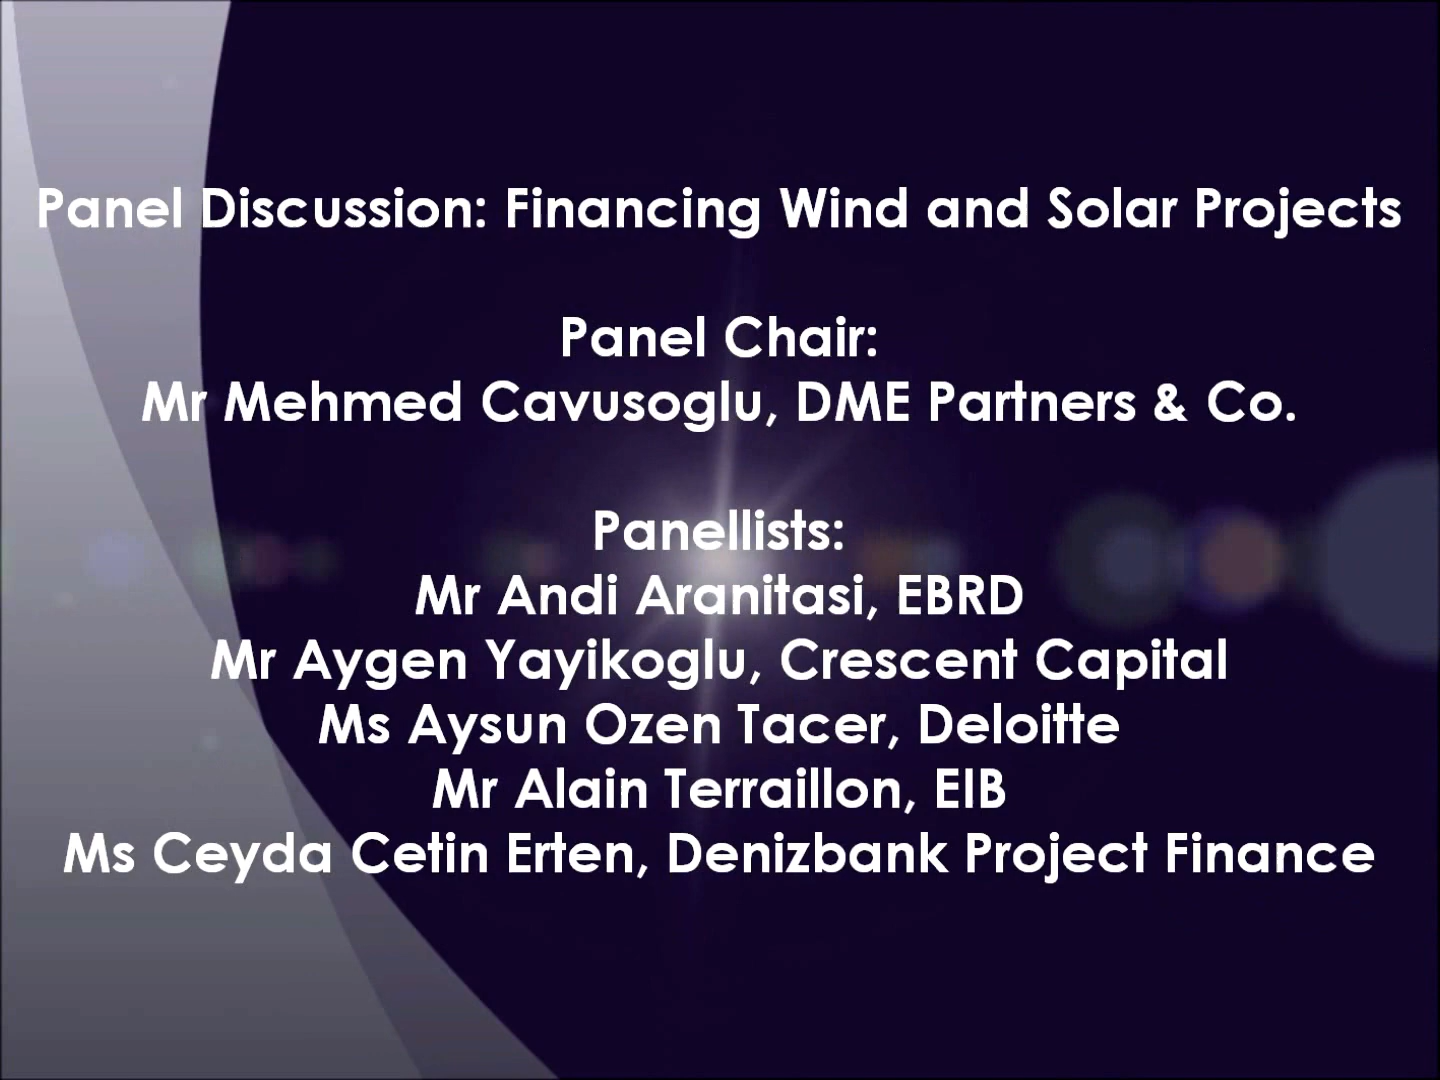 Panel Discussion: Financing Wind and Solar Projects
Panel Chair:
Mr Mehmed Cavusoglu, DME Partners & Co.
Panellists:
Mr Andi Aranitasi, EBRD
Mr Aygen Yayikoglu, Crescent Capital
Ms Aysun Ozen Tacer, Deloitte
Mr Alain Terraillon, EIB
Ms Ceyda Cetin Erten, Denizbank Project Finance